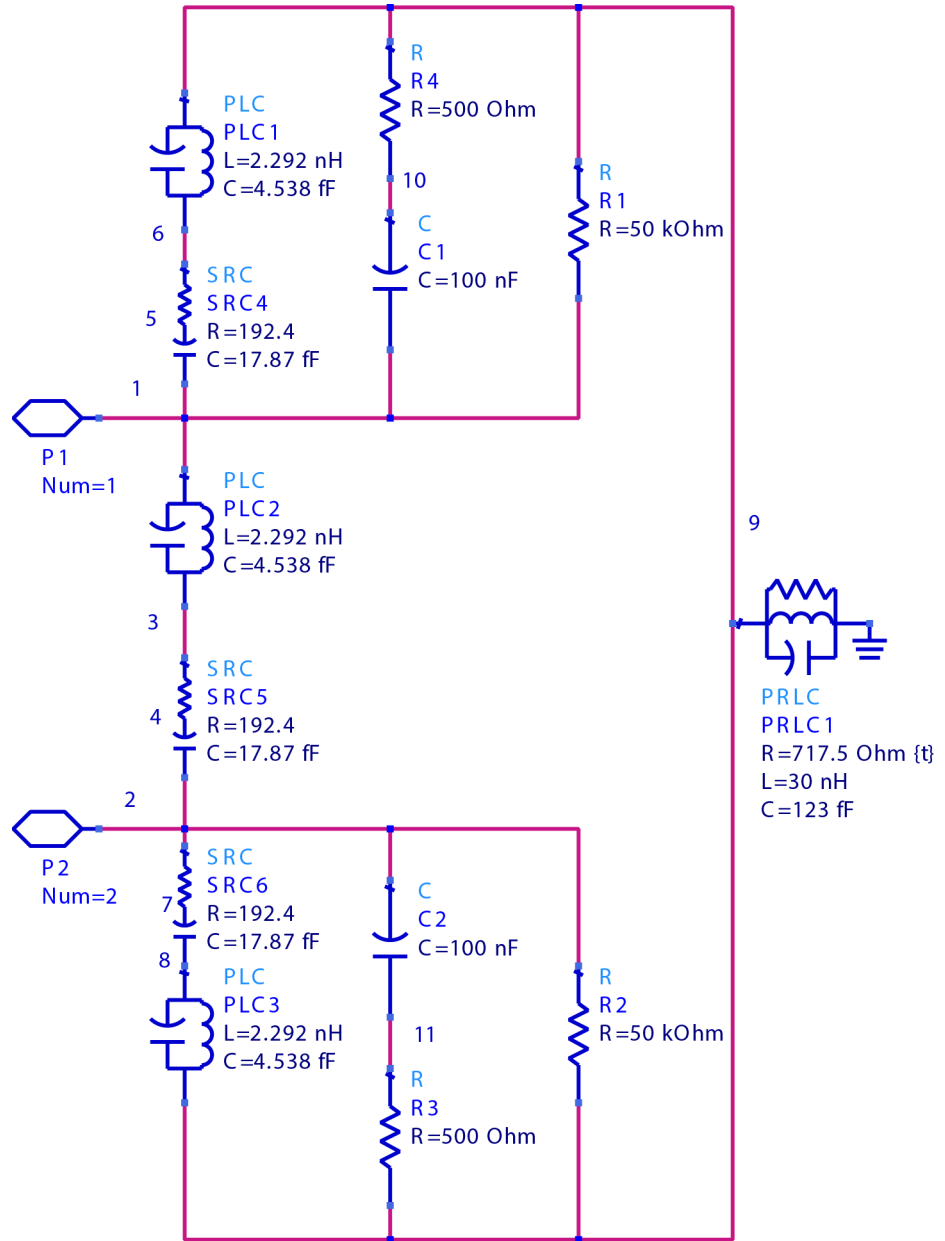 R
R4
R=500 Ohm
PLC
PLC1
L=2.292 nH
C=4.538 fF
10
R
R1
R=50 kOhm
C
C1
C=100 nF
6
SRC
SRC4
R=192.4
C=17.87 fF
5
1
P1
Num=1
PLC
PLC2
L=2.292 nH
C=4.538 fF
9
3
SRC
SRC5
R=192.4
C=17.87 fF
4
PRLC
PRLC1
R=717.5 Ohm {t}
L=30 nH
C=123 fF
2
P2
Num=2
SRC
SRC6
R=192.4
C=17.87 fF
7
C
C2
C=100 nF
8
PLC
PLC3
L=2.292 nH
C=4.538 fF
R
R2
R=50 kOhm
11
R
R3
R=500 Ohm